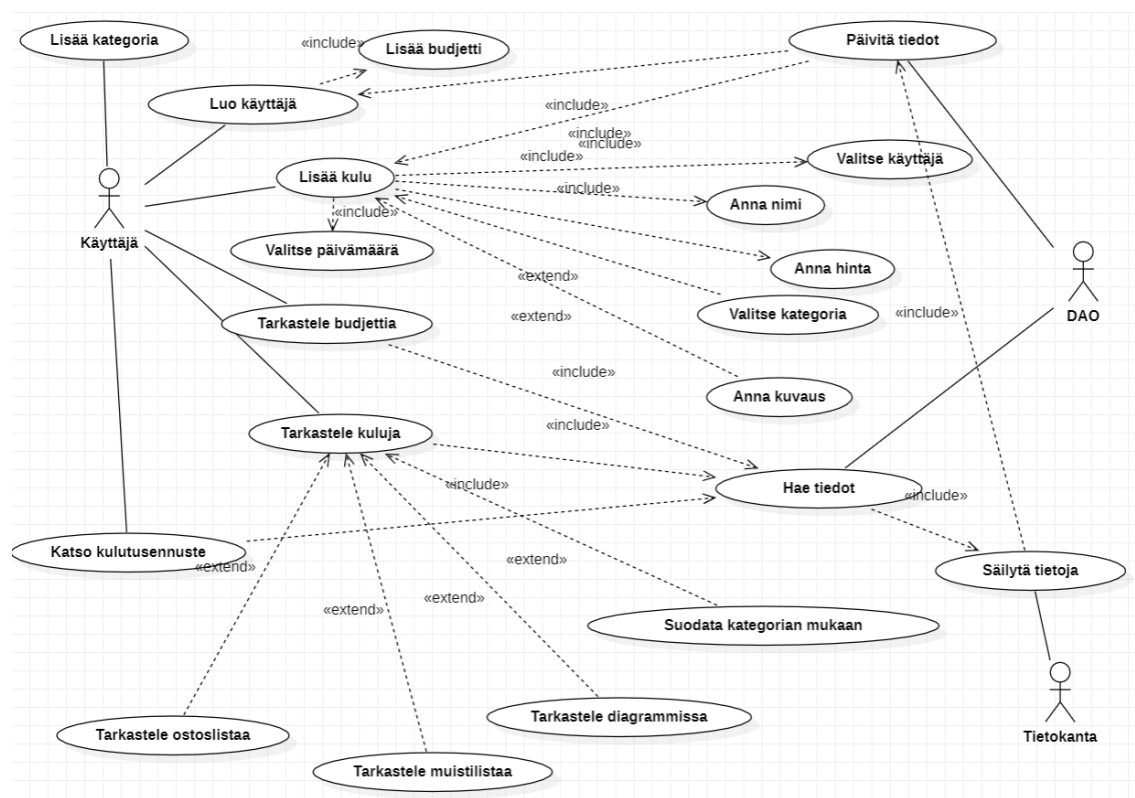 Lisää kategoria
«include»
Lisää budjetti
Päivitä tiedot
Luo käyttäjä
«include»
«include»
«include»
«include»
Valitse käyttäjä
Lisää kulu
«include»
Anna nimi
«include»
Käyttäjä
Valitse päivämäärä
Anna hinta
«extend»
DAO
Valitse kategoria
«include»
«extend»
Tarkastele budjettia
«include»
Anna kuvaus
«include»
Tarkastele kuluja
«include»
Hae tiedot
«include»
Katso kulutusennuste
«extend»
«extend»
Säilytä tietoja
«extend»
«extend»
Suodata kategorian mukaan
Tarkastele diagrammissa
Tarkastele ostoslistaa
Tietokanta
Tarkastele muistilistaa